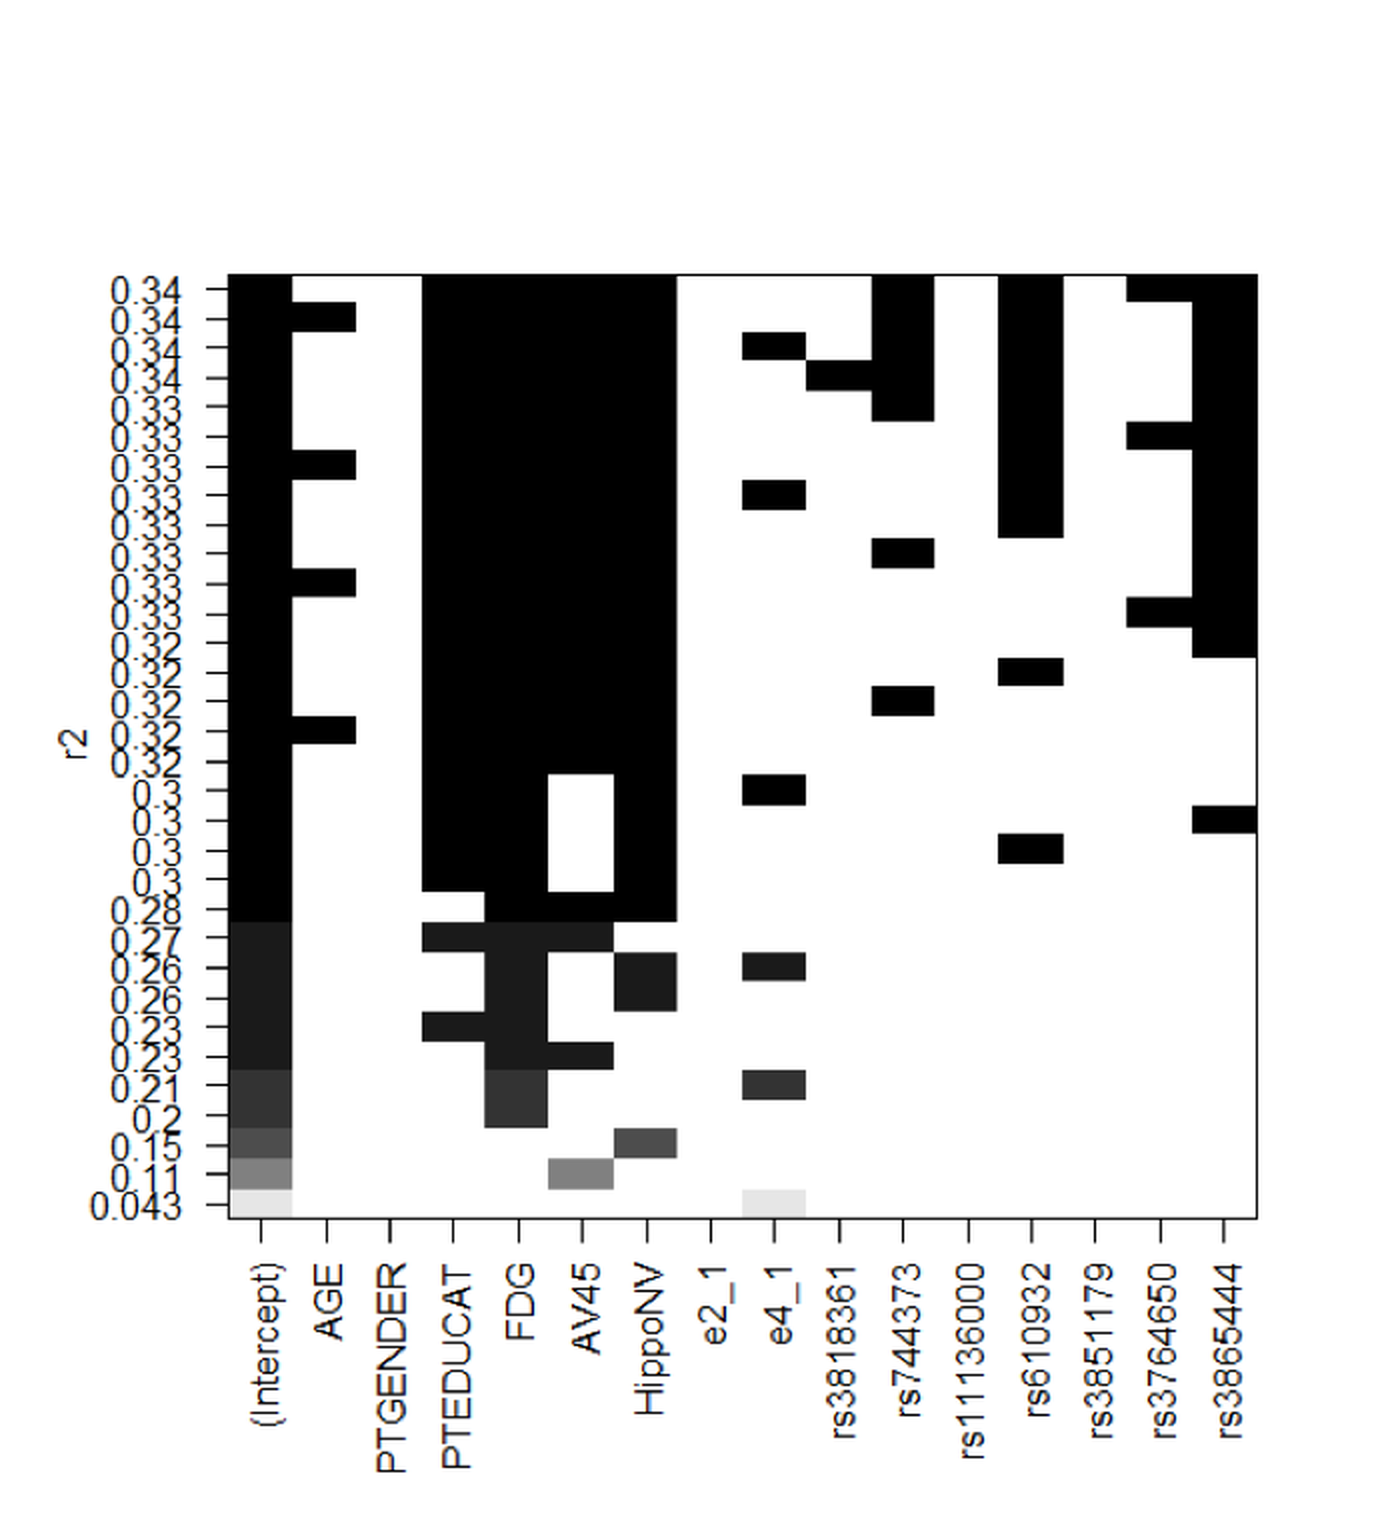 0.34
0.34
0.34
0.34
0.33
0.33
0.33
0.33
0.33
0.33
0.33
0.33
0.32
0.32
0.32
0.32
0.32
0.3
0.3
0.3
0.3
0.28
0.27
0.26
0.26
0.23
0.23
0.21
0.2
0.15
0.11
0.043
r2
(Intercept)
AGE
PTGENDER
PTEDUCAT
FDG
AV45
HippoNV
e2_1
e4_1
rs3818361
rs744373
rs11136000
rs610932
rs3851179
rs3764650
rs3865444